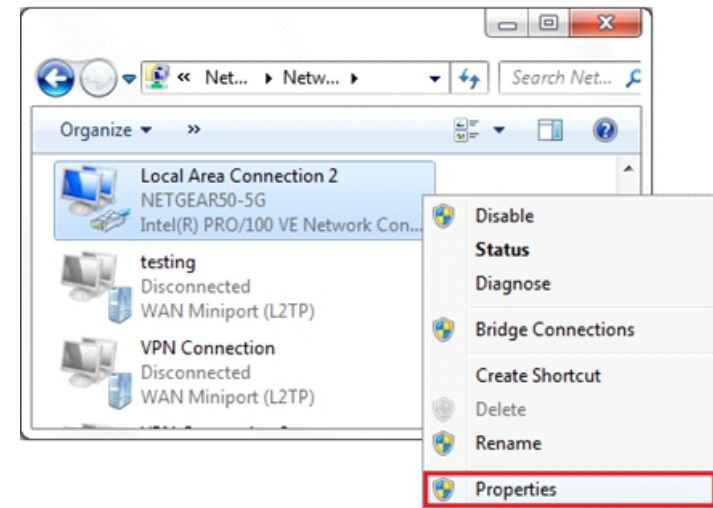 « Net... ▸ Netw... ▸
Search Net...
Organize ▾ »
Local Area Connection 2
NETGEAR50-5G
Intel(R) PRO/100 VE Network Con...
testing
Disconnected
WAN Miniport (L2TP)
VPN Connection
Disconnected
WAN Miniport (L2TP)
Disable
Status
Diagnose
Bridge Connections
Create Shortcut
Delete
Rename
Properties